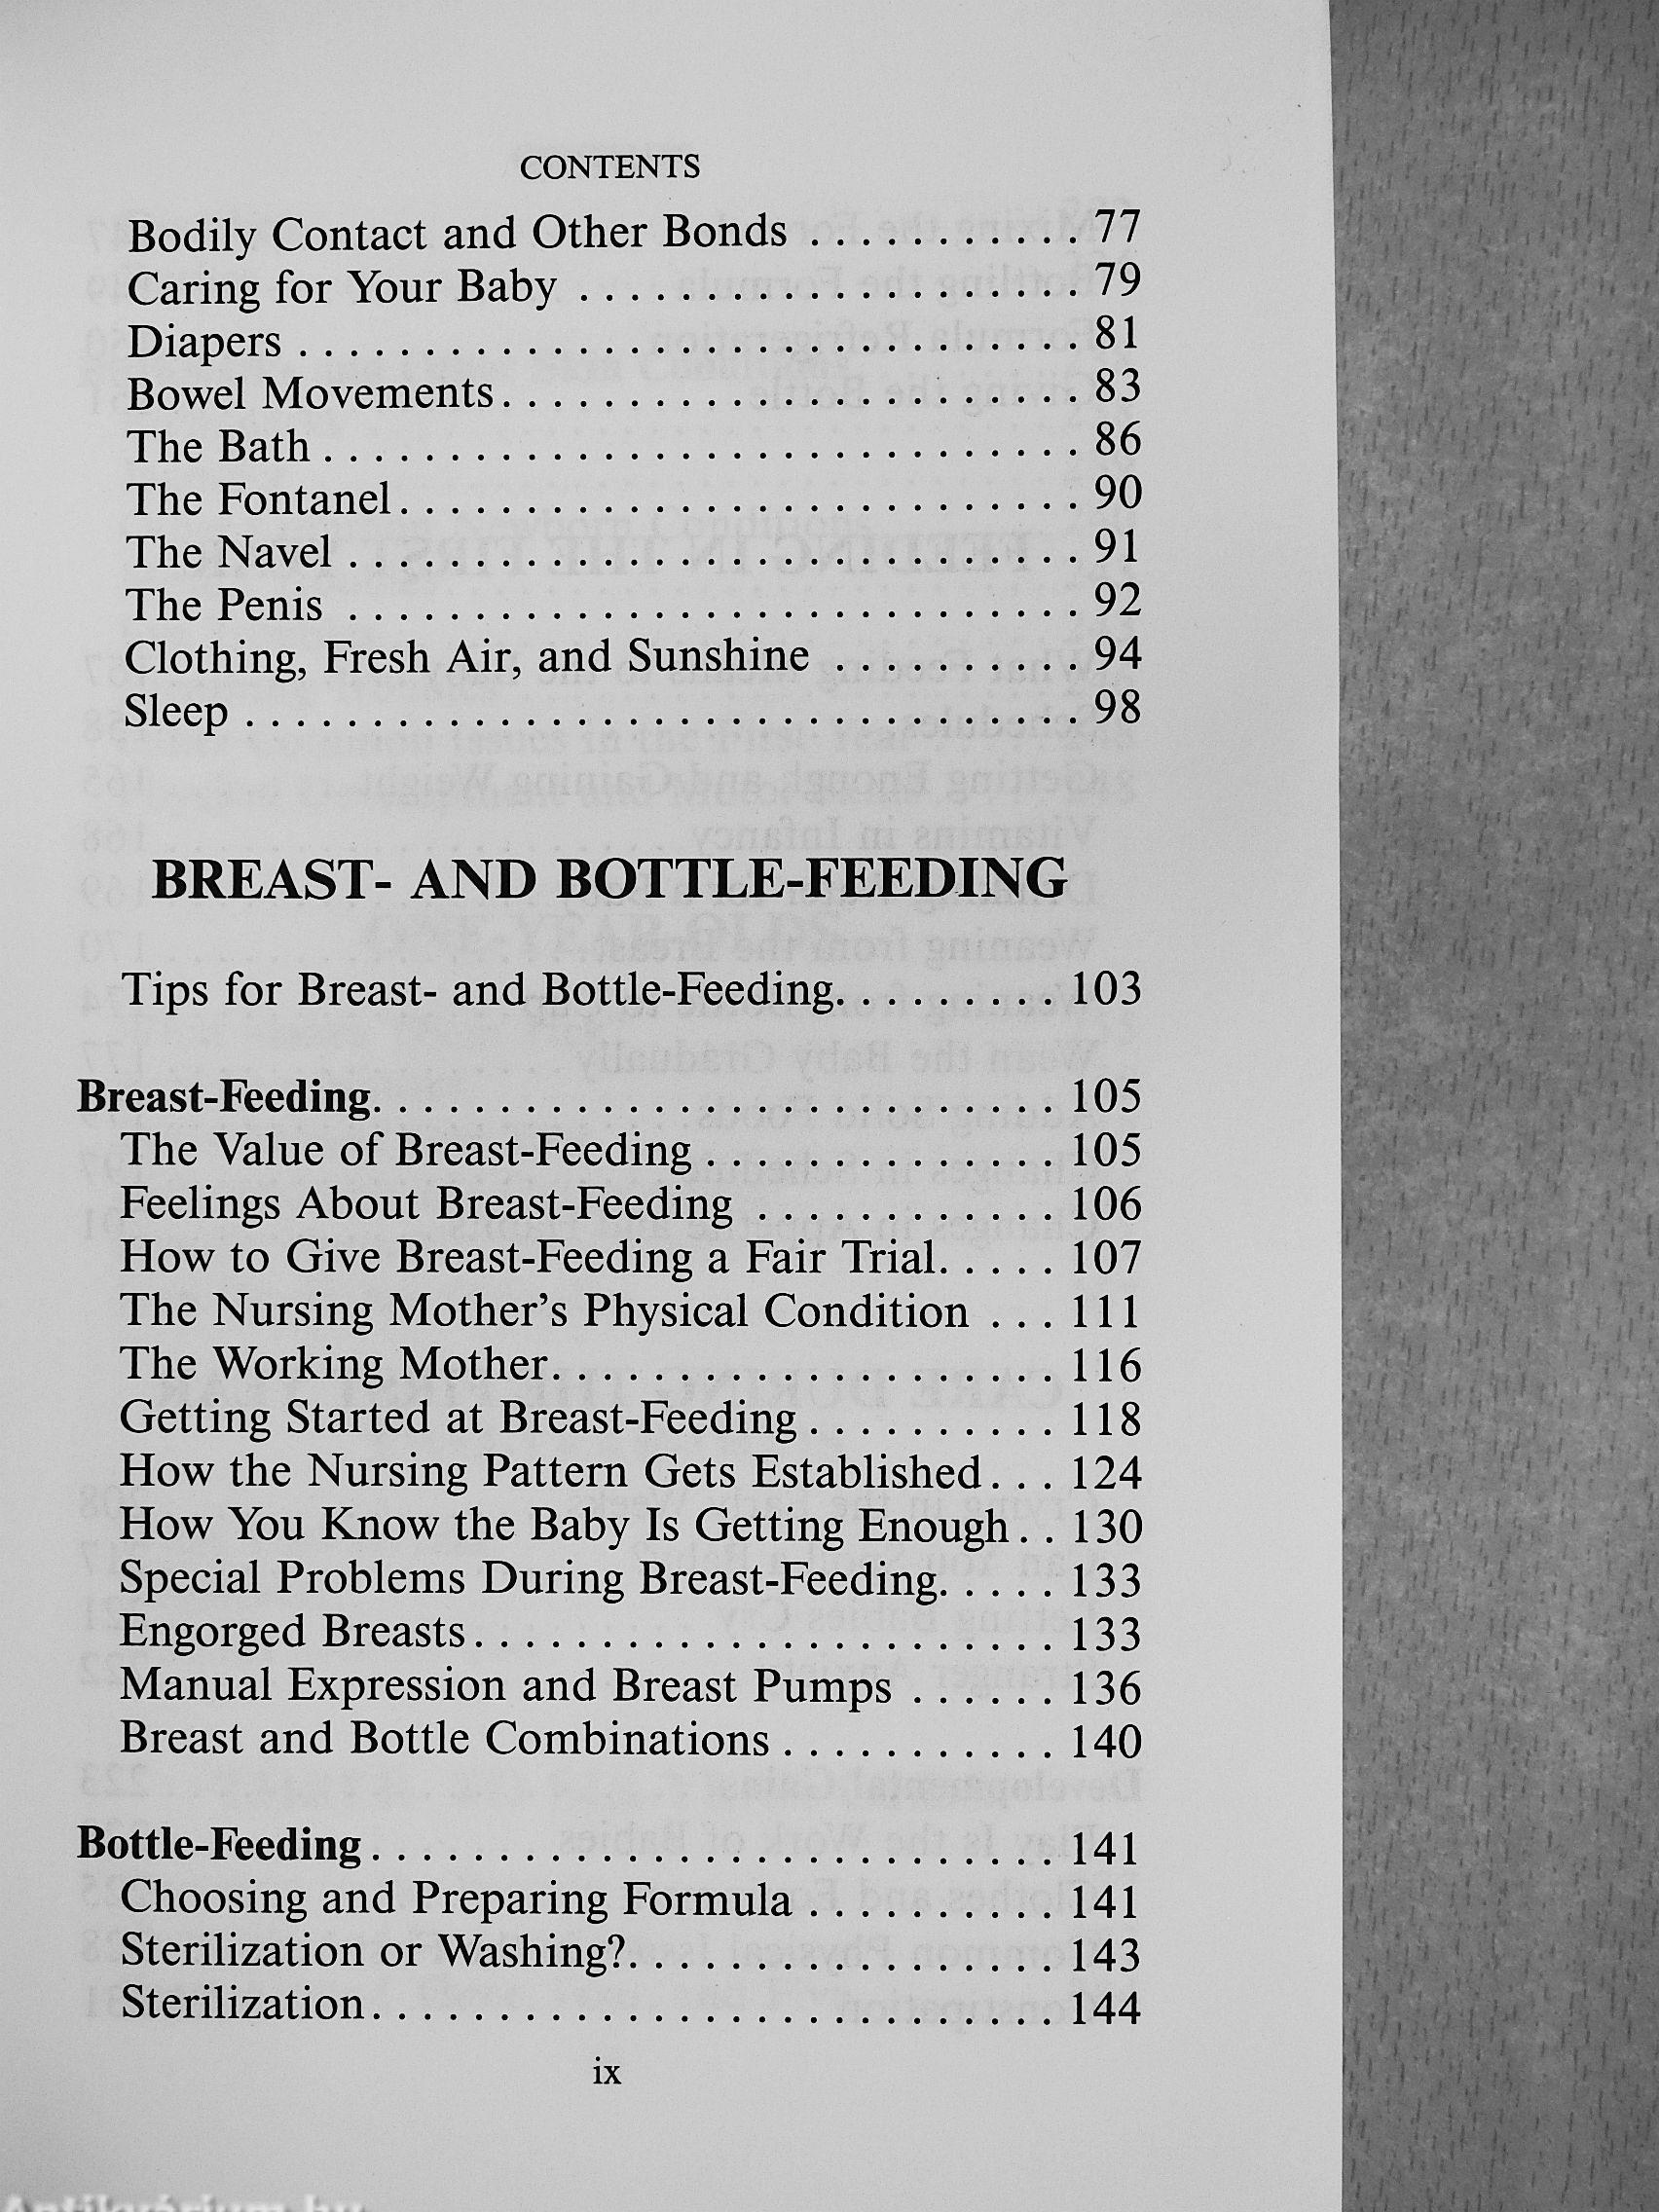 CONTENTS
Bodily Contact and Other Bonds . . . . . . . . . . . 77
Caring for Your Baby . . . . . . . . . . . . . . . . . . . . 79
Diapers . . . . . . . . . . . . . . . . . . . . . . . . . . . . . . . 81
Bowel Movements. . . . . . . . . . . . . . . . . . . . . . . 83
The Bath . . . . . . . . . . . . . . . . . . . . . . . . . . . . . . 86
The Fontanel. . . . . . . . . . . . . . . . . . . . . . . . . . . 90
The Navel . . . . . . . . . . . . . . . . . . . . . . . . . . . . . 91
The Penis . . . . . . . . . . . . . . . . . . . . . . . . . . . . . 92
Clothing, Fresh Air, and Sunshine . . . . . . . . . . 94
Sleep . . . . . . . . . . . . . . . . . . . . . . . . . . . . . . . . . 98
BREAST- AND BOTTLE-FEEDING
Tips for Breast- and Bottle-Feeding. . . . . . . . . 103
Breast-Feeding. . . . . . . . . . . . . . . . . . . . . . . . . . . 105
The Value of Breast-Feeding . . . . . . . . . . . . . . 105
Feelings About Breast-Feeding . . . . . . . . . . . . 106
How to Give Breast-Feeding a Fair Trial. . . . . 107
The Nursing Mother’s Physical Condition . . . 111
The Working Mother. . . . . . . . . . . . . . . . . . . . 116
Getting Started at Breast-Feeding . . . . . . . . . . 118
How the Nursing Pattern Gets Established. . . 124
How You Know the Baby Is Getting Enough. . 130
Special Problems During Breast-Feeding. . . . . 133
Engorged Breasts. . . . . . . . . . . . . . . . . . . . . . . 133
Manual Expression and Breast Pumps . . . . . . 136
Breast and Bottle Combinations . . . . . . . . . . . 140
Bottle-Feeding . . . . . . . . . . . . . . . . . . . . . . . . . . . 141
Choosing and Preparing Formula . . . . . . . . . . 141
Sterilization or Washing?. . . . . . . . . . . . . . . . . 143
Sterilization. . . . . . . . . . . . . . . . . . . . . . . . . . . 144
ix
Antikvárium.hu